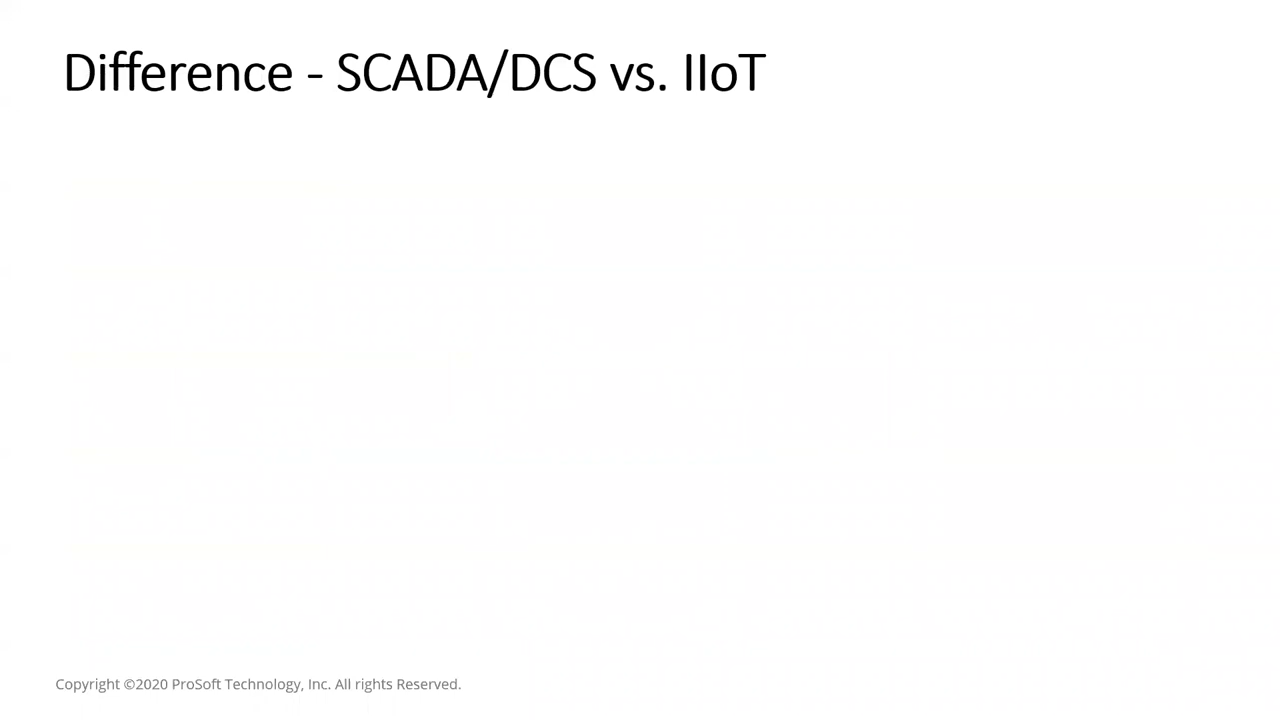 Difference - SCADA/DCS vs. IIoT
Copyright ©2020 ProSoft Technology, Inc. All rights Reserved.